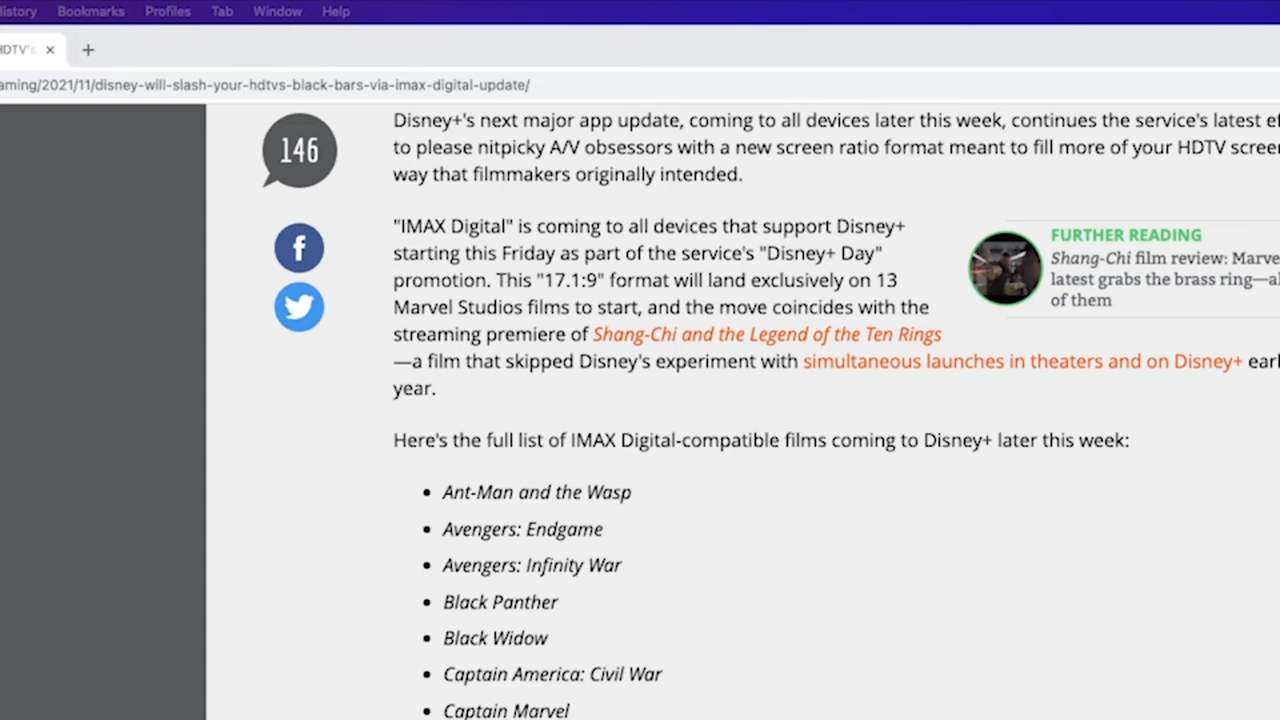 History Bookmarks Profiles Tab Window Help
HDTV's
aming/2021/11/disney-will-slash-your-hdtvs-black-bars-via-imax-digital-update/
146
Disney+'s next major app update, coming to all devices later this week, continues the service's latest ef
to please nitpicky A/V obsessors with a new screen ratio format meant to fill more of your HDTV screen
way that filmmakers originally intended.
"IMAX Digital" is coming to all devices that support Disney+
starting this Friday as part of the service's "Disney+ Day"
promotion. This "17.1:9" format will land exclusively on 13
Marvel Studios films to start, and the move coincides with the
streaming premiere of Shang-Chi and the Legend of the Ten Rings
—a film that skipped Disney's experiment with simultaneous launches in theaters and on Disney+ earl
year.
FURTHER READING
Shang-Chi film review: Marve
latest grabs the brass ring—al
of them
Here's the full list of IMAX Digital-compatible films coming to Disney+ later this week:
• Ant-Man and the Wasp
• Avengers: Endgame
• Avengers: Infinity War
• Black Panther
• Black Widow
• Captain America: Civil War
• Captain Marvel